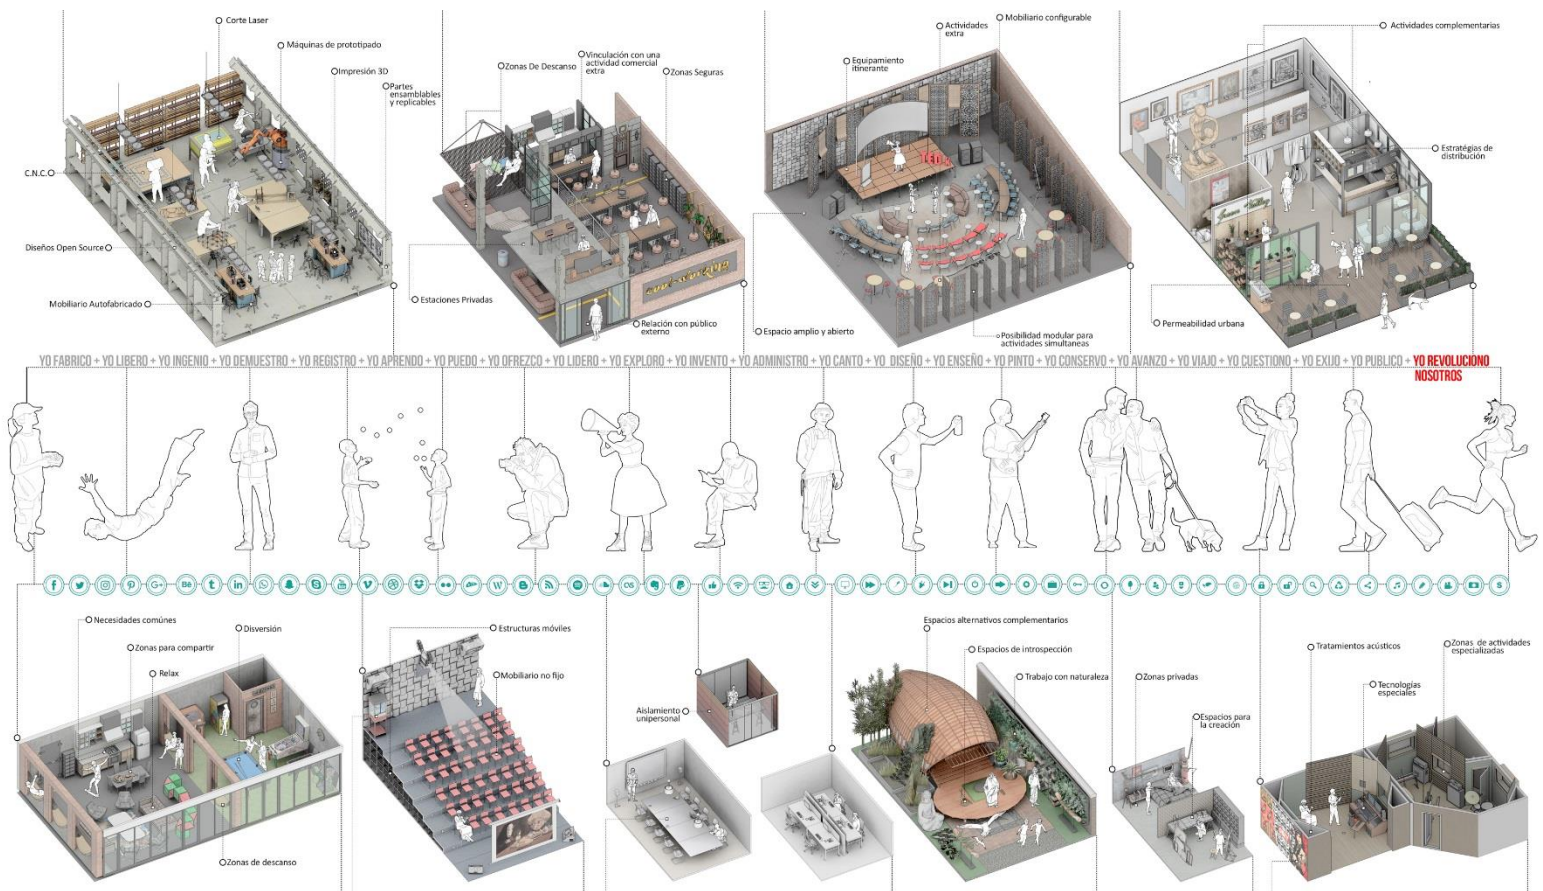 Corte Laser
Máquinas de prototipado
Impresión 3D
Partes
ensamblables
y replicables
C.N.C.
Diseños Open Source
Mobiliario Autofabricado
Zonas De Descanso
Vinculación con una
actividad comercial
extra
Zonas Seguras
Estaciones Privadas
Relación con público
externo
Mobiliario configurable
Actividades
extra
Equipamiento
itinerante
TED
Espacio amplio y abierto
Posibilidad modular para
actividades simultaneas
Actividades complementarias
Estratégias de
distribución
Permeabilidad urbana
YO FABRICO + YO LIBERO + YO INGENIO + YO DEMUESTRO + YO REGISTRO + YO APRENDO + YO PUEDO + YO OFREZCO + YO LIDERO + YO EXPLORO + YO INVENTO + YO ADMINISTRO + YO CANTO + YO DISEÑO + YO ENSEÑO + YO PINTO + YO CONSERVO + YO AVANZO + YO VIAJO + YO CUESTIONO + YO EXIJO + YO PUBLICO + YO REVOLUCIONO
NOSOTROS
Necesidades comúnes
Zonas para compartir
Relax
Disversión
Zonas de descanso
Estructuras móviles
Mobiliario no fijo
Aislamiento
unipersonal
Espacios alternativos complementarios
Espacios de introspección
Trabajo con naturaleza
Zonas privadas
Espacios para
la creación
Tratamientos acústicos
Tecnologías
especiales
Zonas de actividades
especializadas